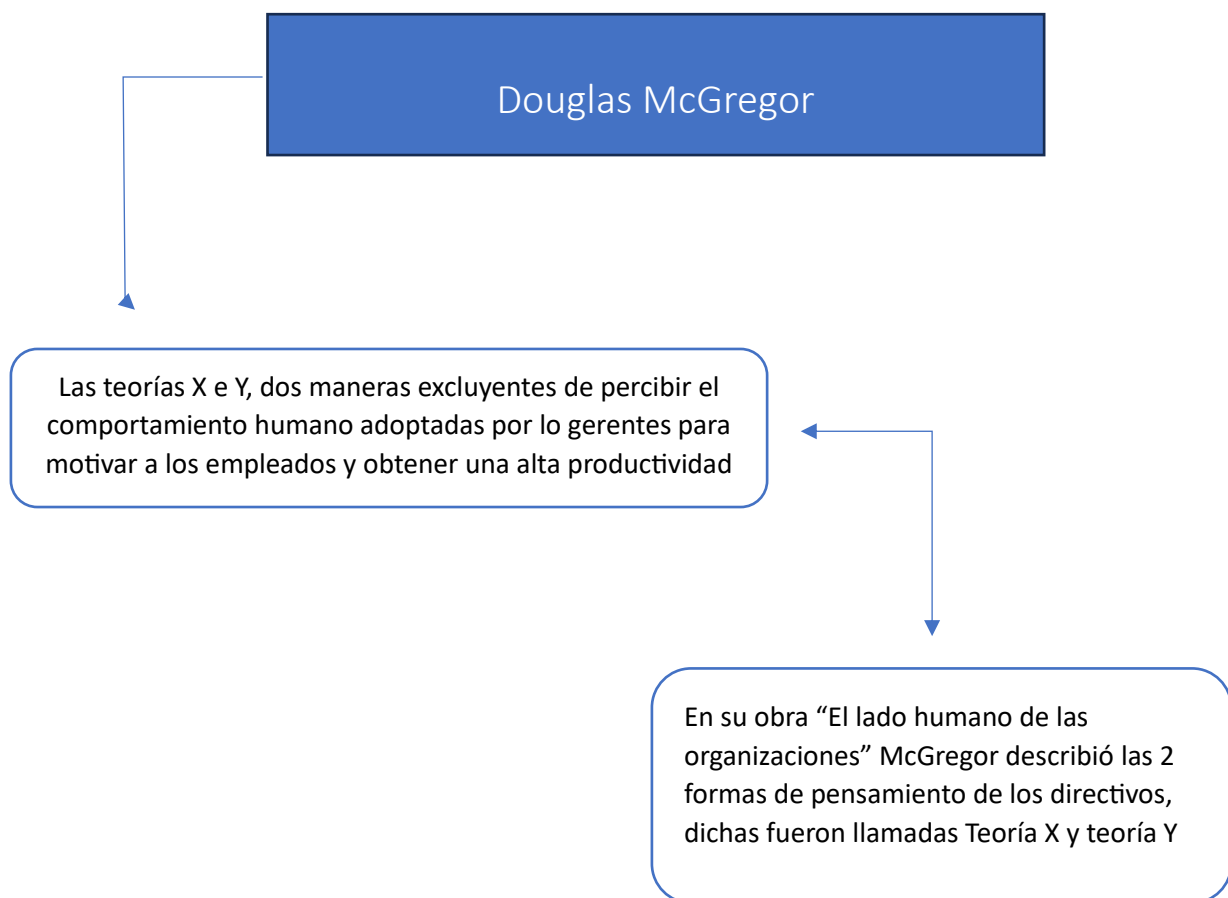 Douglas McGregor
Las teorías X e Y, dos maneras excluyentes de percibir el
comportamiento humano adoptadas por lo gerentes para
motivar a los empleados y obtener una alta productividad
En su obra “El lado humano de las
organizaciones” McGregor describió las 2
formas de pensamiento de los directivos,
dichas fueron llamadas Teoría X y teoría Y